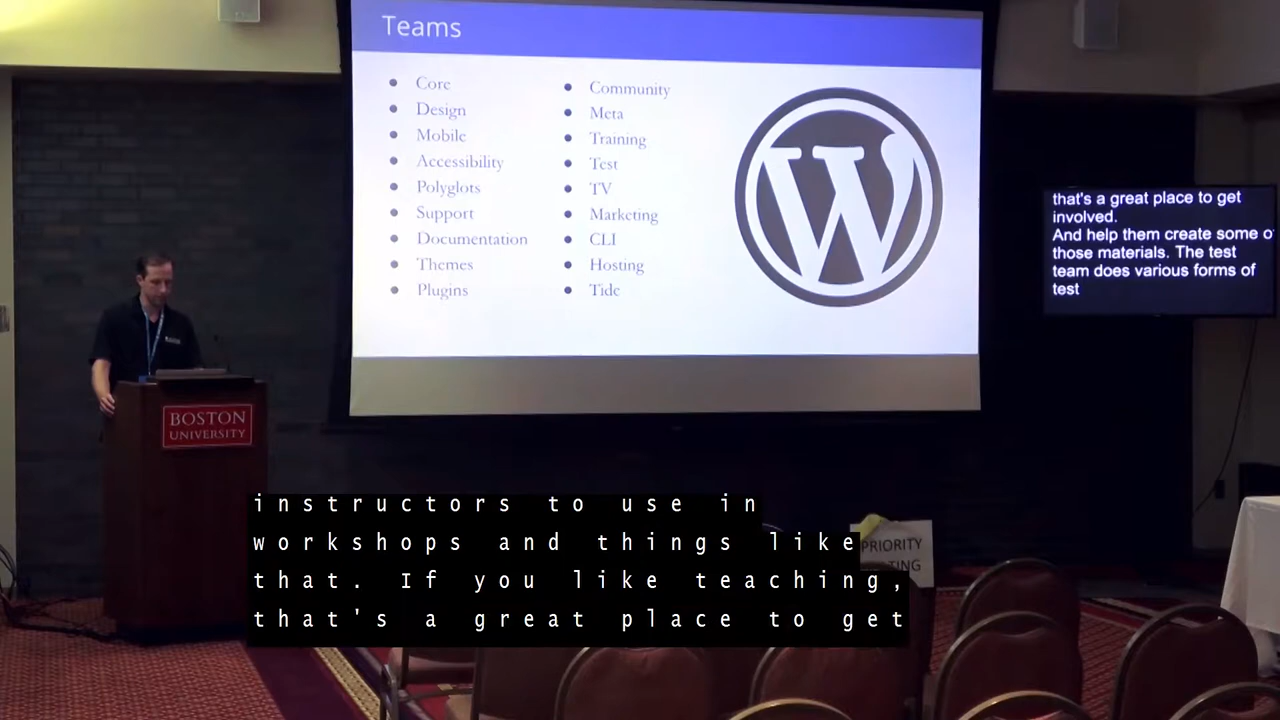 Teams
Core
Design
Mobile
Accessibility
Polyglots
Support
Documentation
Themes
Plugins
Community
Meta
Training
Test
TV
Marketing
CLI
Hosting
Tide
W
that's a great place to get
involved.
And help them create some o
those materials. The test
team does various forms of
test
BOSTON
UNIVERSITY
PRIORITY
instructors to use in
workshops and things like
that. If you like teaching,
that's a great place to get